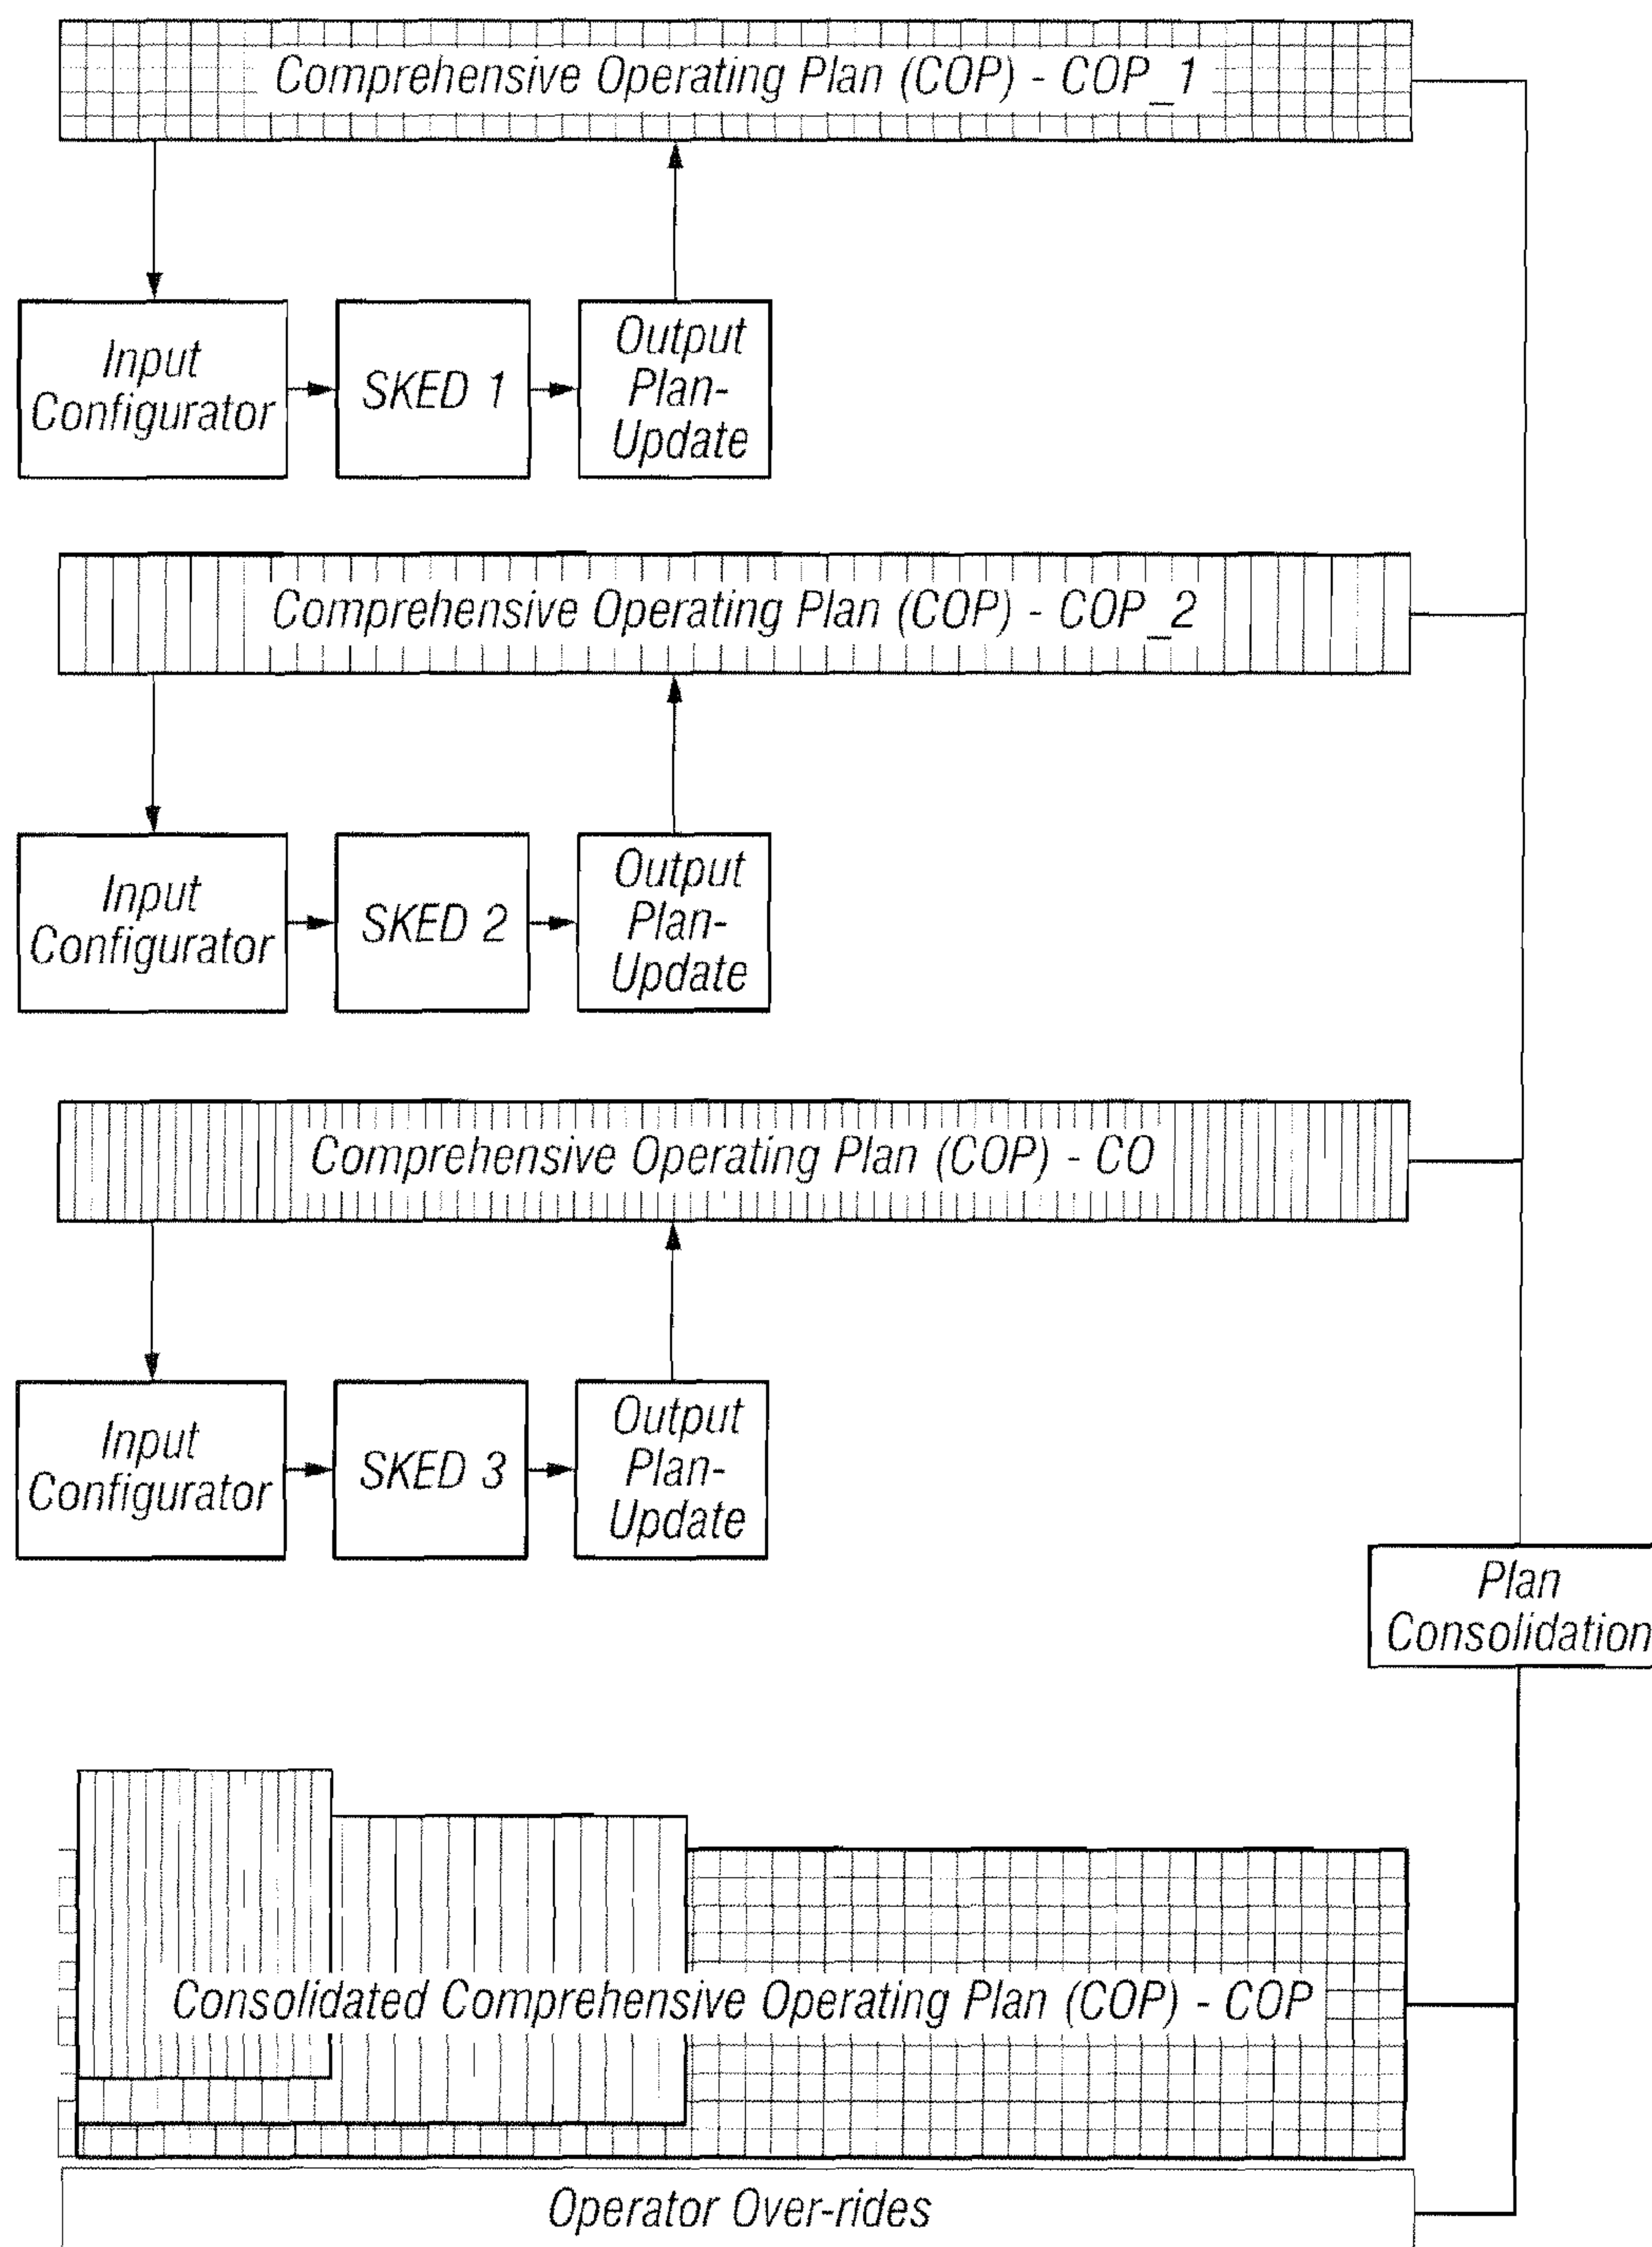 Comprehensive Operating Plan (COP) - COP_1
Input
Configurator
SKED 1
Output
Plan-
Update
Comprehensive Operating Plan (COP) - COP_2
Input
Configurator
SKED 2
Output
Plan-
Update
Comprehensive Operating Plan (COP) - CO
Input
Configurator
SKED 3
Output
Plan-
Update
Plan
Consolidation
Consolidated Comprehensive Operating Plan (COP) - COP
Operator Over-rides